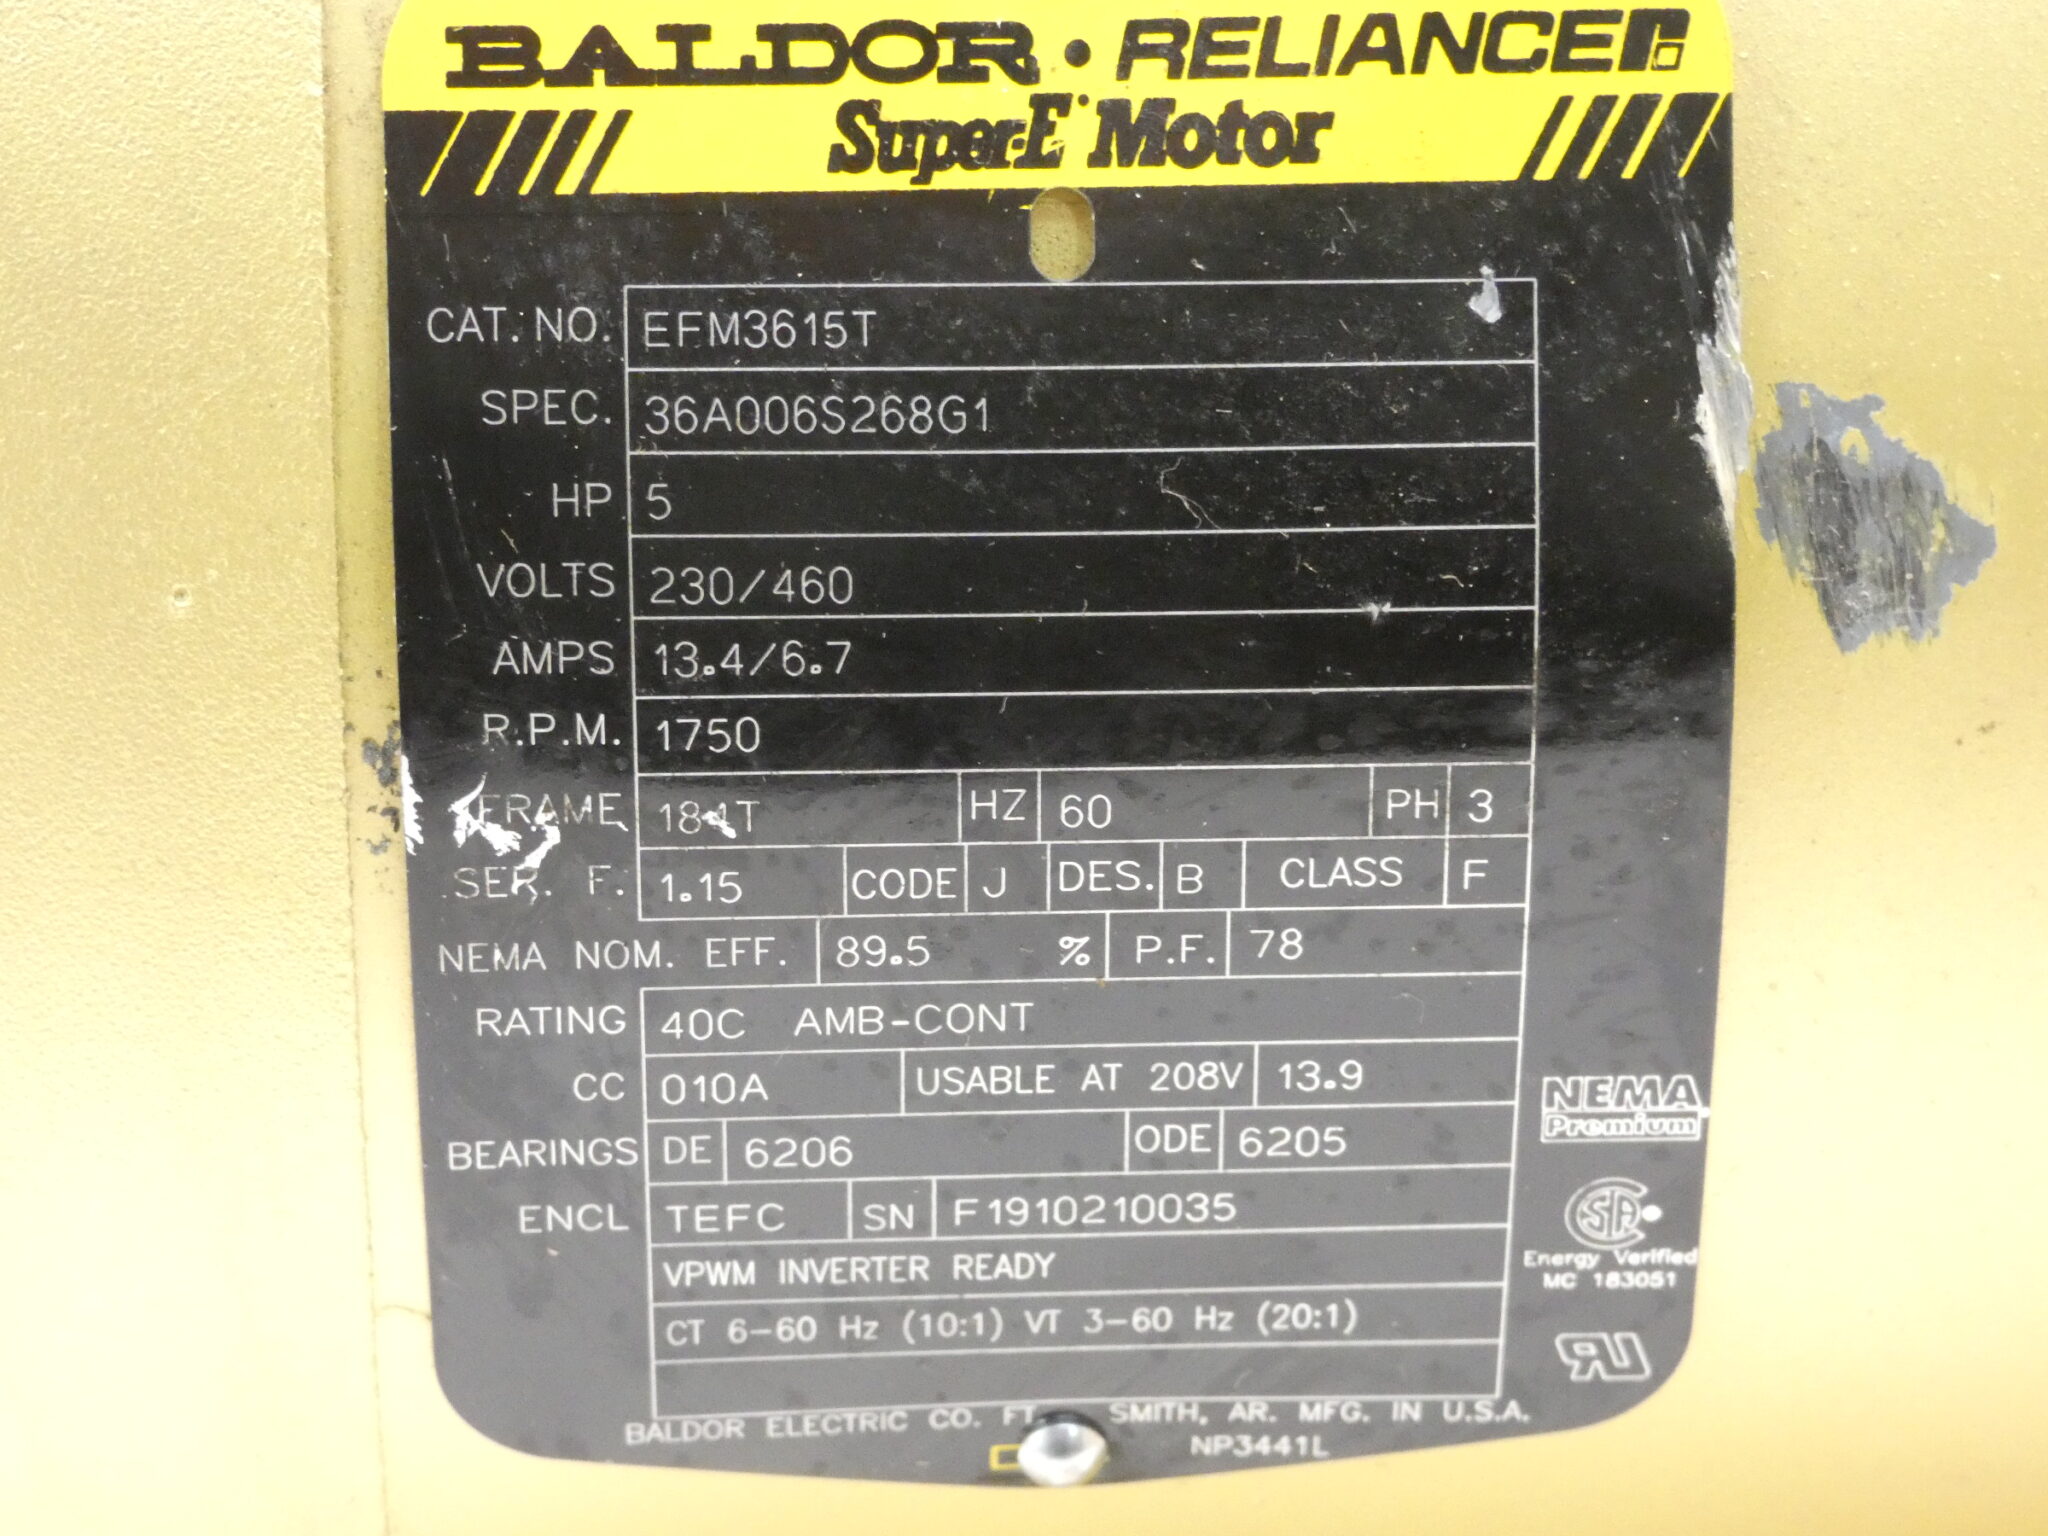 BALDOR • RELIANCE
Super-E Motor
CAT. NO. EFM3615T
SPEC. 36A006S268G1
HP 5
VOLTS 230/460
AMPS 13.4/6.7
R.P.M. 1750
FRAME 184T HZ 60 PH 3
SER. F. 1.15 CODE J DES. B CLASS F
NEMA NOM. EFF. 89.5 % P.F. 78
RATING 40C AMB-CONT
CC 010A USABLE AT 208V 13.9
BEARINGS DE 6206 ODE 6205
ENCL TEFC SN F1910210035
VPWM INVERTER READY
CT 6-60 Hz (10:1) VT 3-60 Hz (20:1)
NEMA
Premium
CSA
Energy Verified
MC 183051
RU
BALDOR ELECTRIC CO. FT. SMITH, AR. MFG. IN U.S.A.
NP3441L